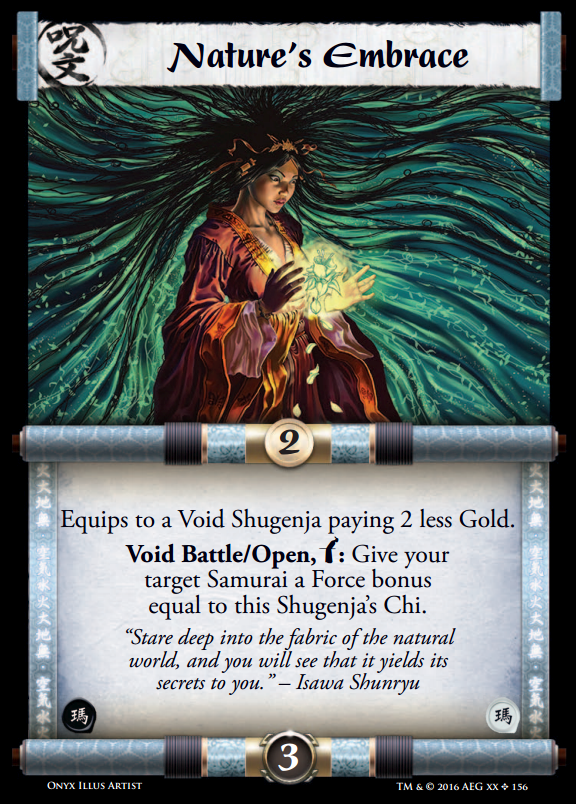 呪文
Nature's Embrace
2
Equips to a Void Shugenja paying 2 less Gold.
Void Battle/Open, : Give your
target Samurai a Force bonus
equal to this Shugenja's Chi.
"Stare deep into the fabric of the natural
world, and you will see that it yields its
secrets to you." – Isawa Shunryu
瑪
瑪
3
Onyx Illus Artist
TM & © 2016 AEG xx ❖ 156